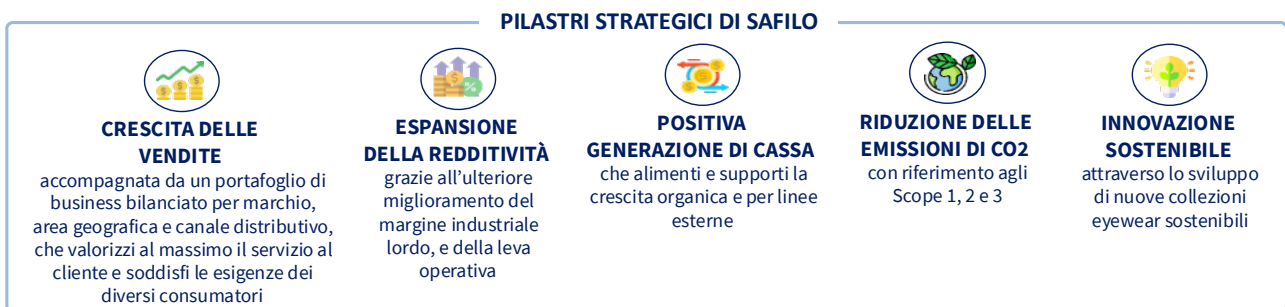 PILASTRI STRATEGICI DI SAFILO
CRESCITA DELLE
VENDITE
accompagnata da un portafoglio di
business bilanciato per marchio,
area geografica e canale distributivo,
che valorizzi al massimo il servizio al
cliente e soddisfi le esigenze dei
diversi consumatori
ESPANSIONE
DELLA REDDITIVITÀ
grazie all'ulteriore
miglioramento del
margine industriale
lordo, e della leva
operativa
POSITIVA
GENERAZIONE DI CASSA
che alimenti e supporti la
crescita organica e per linee
esterne
RIDUZIONE DELLE
EMISSIONI DI CO2
con riferimento agli
Scope 1, 2 e 3
INNOVAZIONE
SOSTENIBILE
attraverso lo sviluppo
di nuove collezioni
eyewear sostenibili